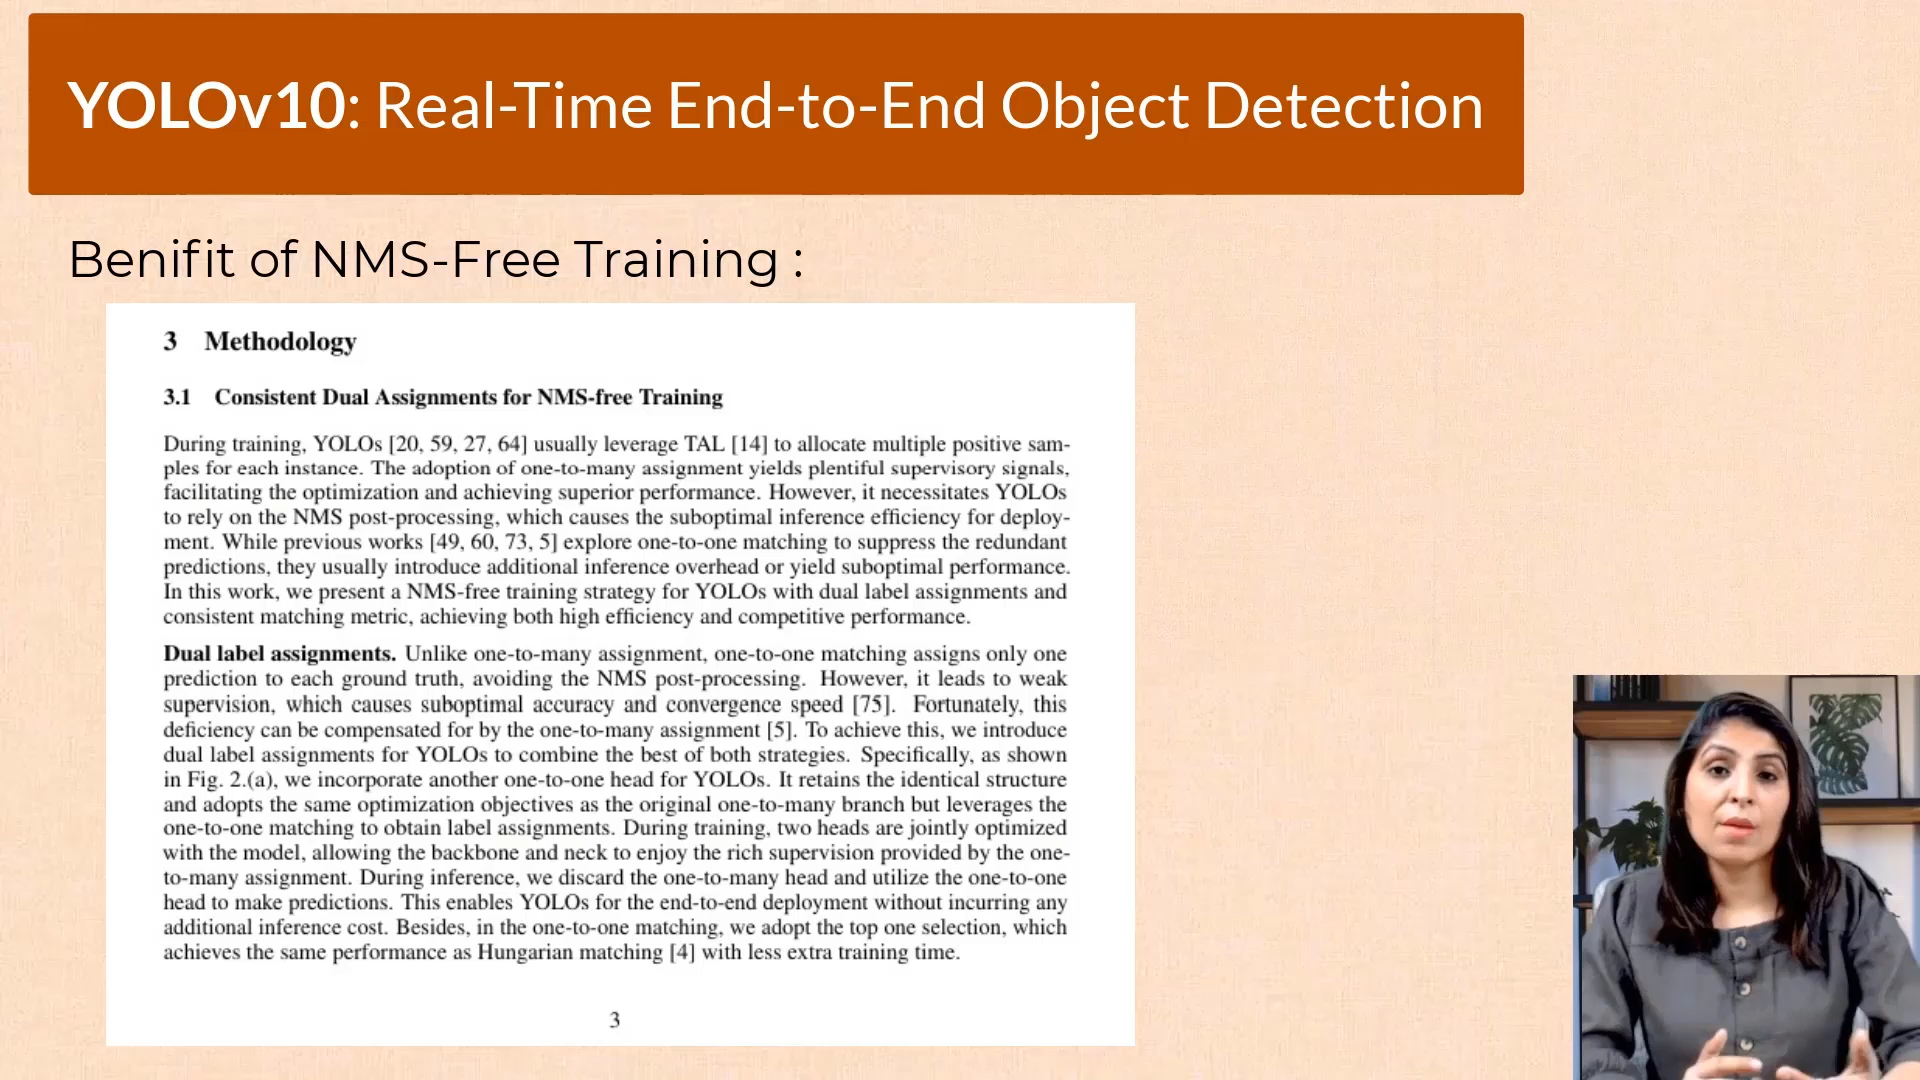 YOLOv10: Real-Time End-to-End Object Detection
Benifit of NMS-Free Training :
3 Methodology
3.1 Consistent Dual Assignments for NMS-free Training
During training, YOLOs [20, 59, 27, 64] usually leverage TAL [14] to allocate multiple positive sam-
ples for each instance. The adoption of one-to-many assignment yields plentiful supervisory signals,
facilitating the optimization and achieving superior performance. However, it necessitates YOLOs
to rely on the NMS post-processing, which causes the suboptimal inference efficiency for deploy-
ment. While previous works [49, 60, 73, 5] explore one-to-one matching to suppress the redundant
predictions, they usually introduce additional inference overhead or yield suboptimal performance.
In this work, we present a NMS-free training strategy for YOLOs with dual label assignments and
consistent matching metric, achieving both high efficiency and competitive performance.
Dual label assignments. Unlike one-to-many assignment, one-to-one matching assigns only one
prediction to each ground truth, avoiding the NMS post-processing. However, it leads to weak
supervision, which causes suboptimal accuracy and convergence speed [75]. Fortunately, this
deficiency can be compensated for by the one-to-many assignment [5]. To achieve this, we introduce
dual label assignments for YOLOs to combine the best of both strategies. Specifically, as shown
in Fig. 2.(a), we incorporate another one-to-one head for YOLOs. It retains the identical structure
and adopts the same optimization objectives as the original one-to-many branch but leverages the
one-to-one matching to obtain label assignments. During training, two heads are jointly optimized
with the model, allowing the backbone and neck to enjoy the rich supervision provided by the one-
to-many assignment. During inference, we discard the one-to-many head and utilize the one-to-one
head to make predictions. This enables YOLOs for the end-to-end deployment without incurring any
additional inference cost. Besides, in the one-to-one matching, we adopt the top one selection, which
achieves the same performance as Hungarian matching [4] with less extra training time.
3